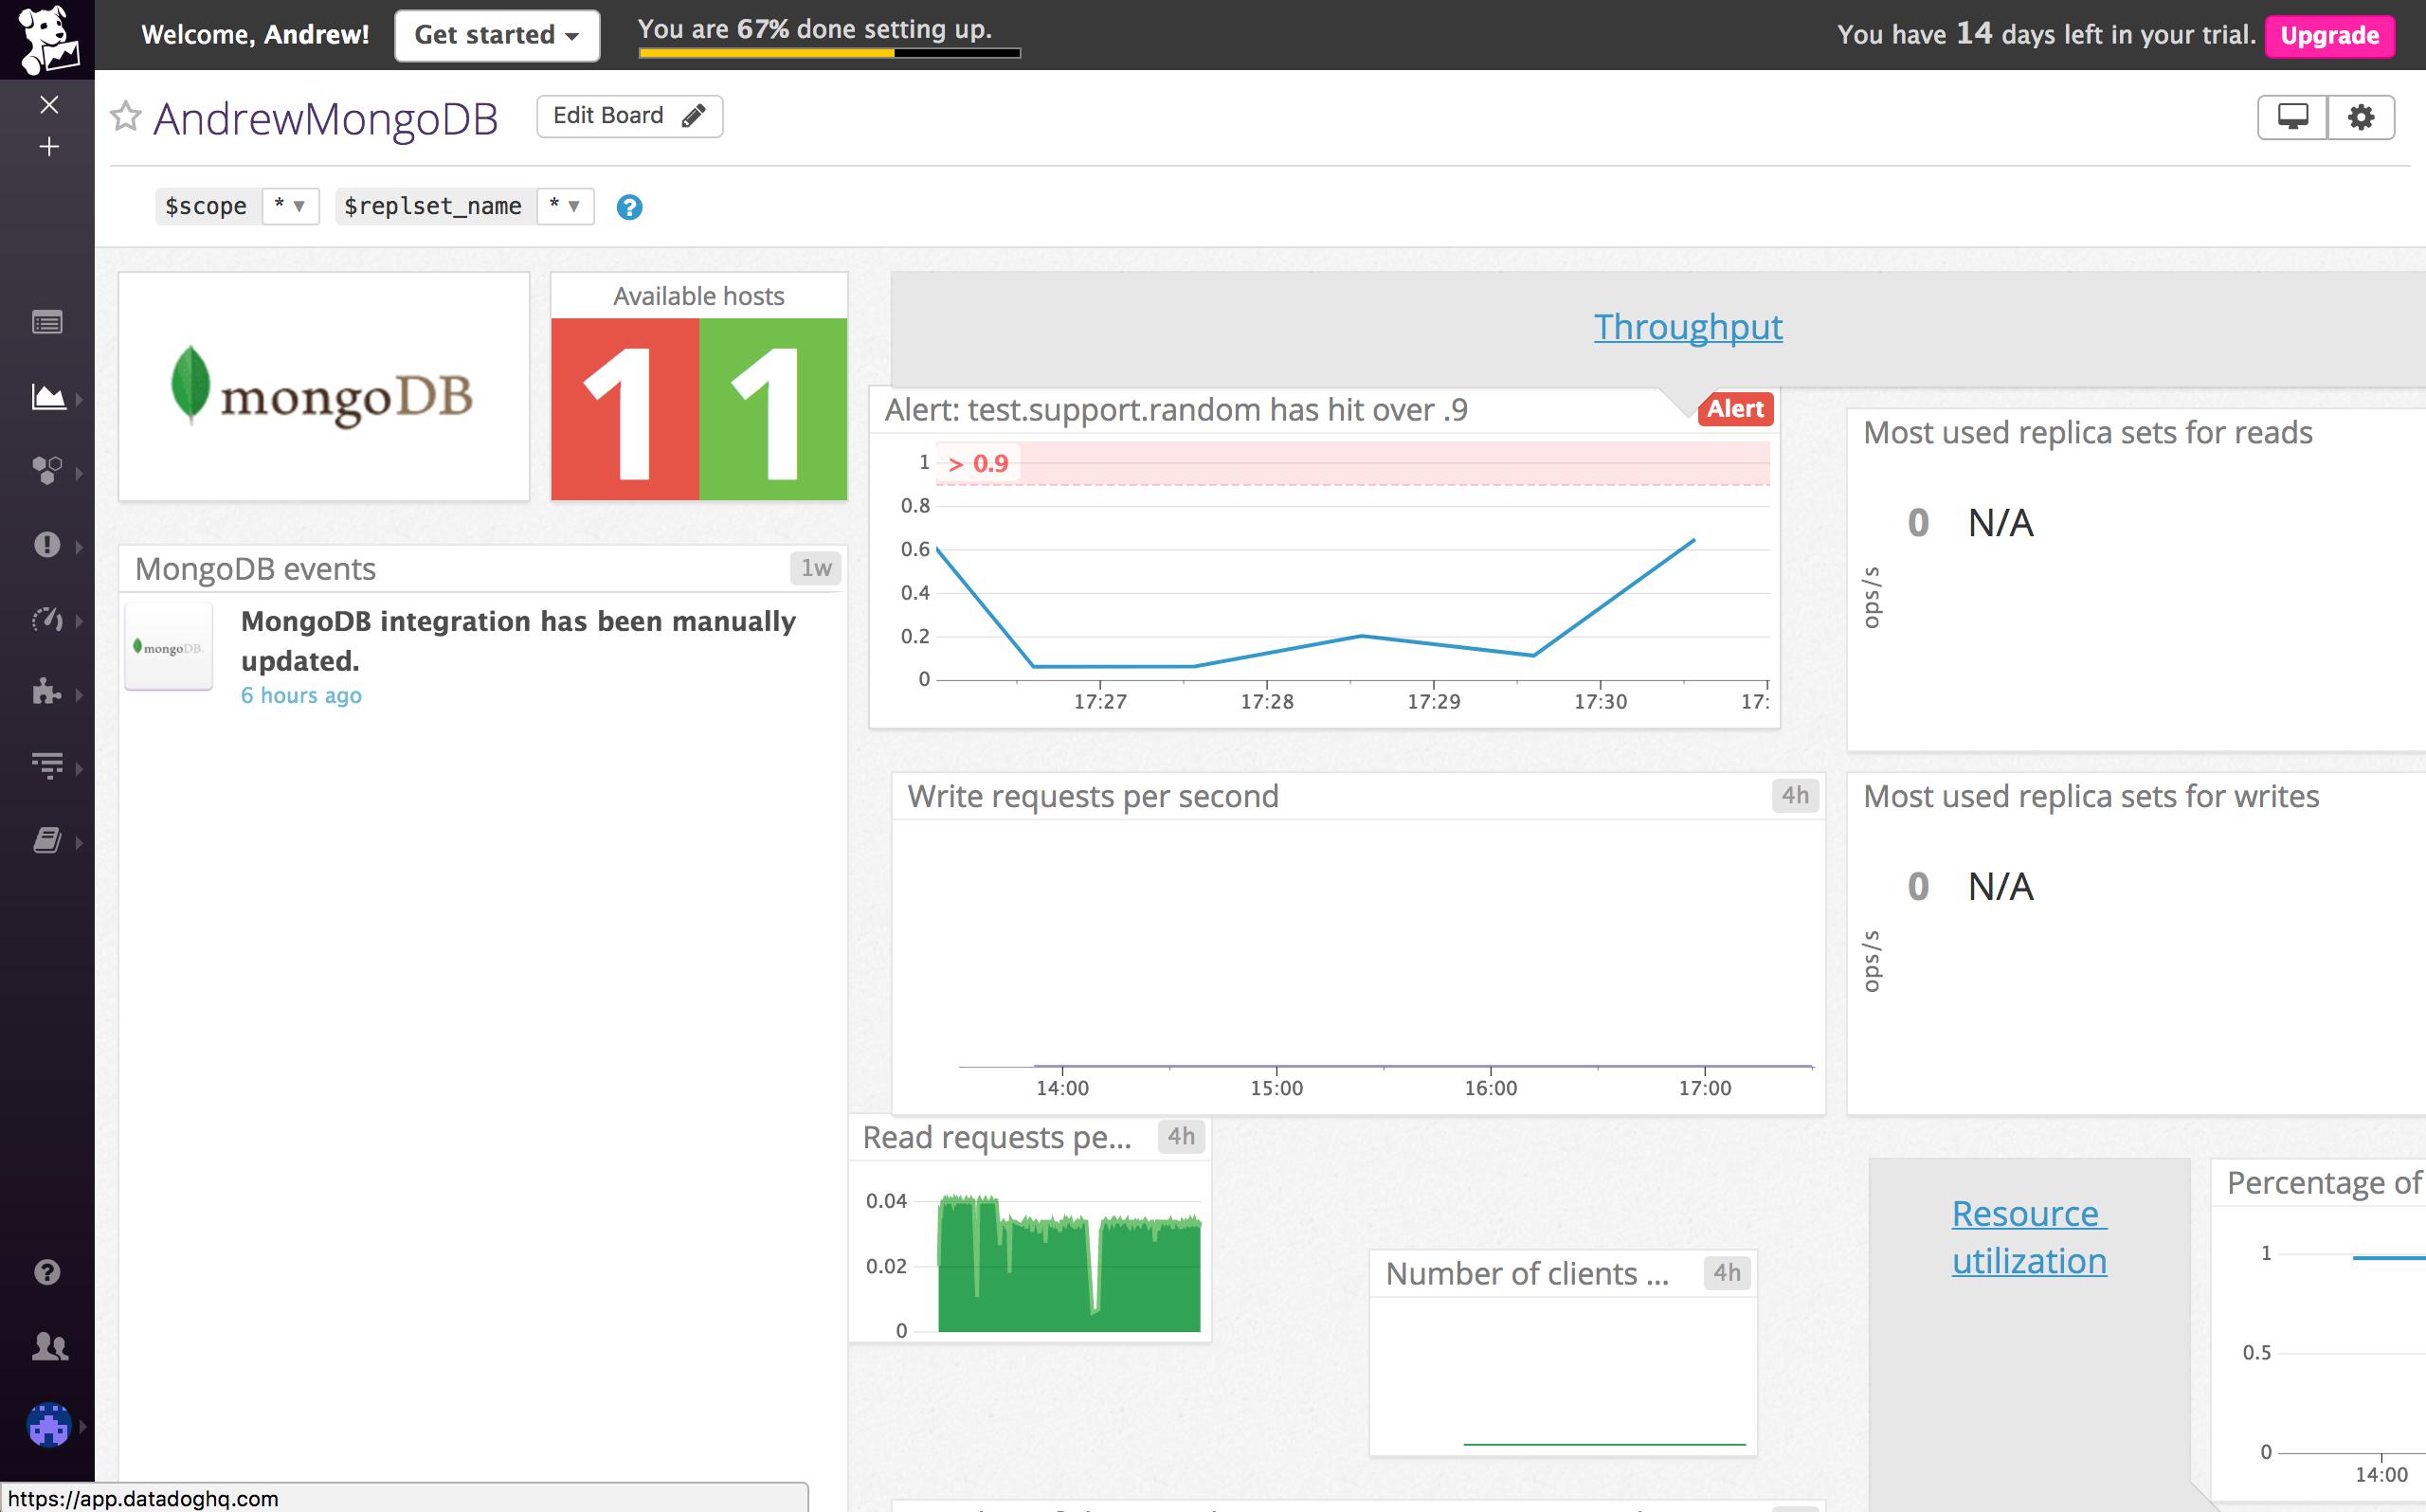 Welcome, Andrew!
Get started
You are 67% done setting up.
You have 14 days left in your trial.
Upgrade
AndrewMongoDB
Edit Board
$scope * $replset_name * ?
mongoDB
Available hosts
1 1
Throughput
MongoDB events 1w
mongoDB.
MongoDB integration has been manually
updated.
6 hours ago
Alert: test.support.random has hit over .9
Alert
> 0.9
1
0.8
0.6
0.4
0.2
0
17:27 17:28 17:29 17:30 17:
Most used replica sets for reads
0 N/A
ops/s
Write requests per second 4h
14:00 15:00 16:00 17:00
Most used replica sets for writes
0 N/A
ops/s
Read requests pe... 4h
0.04
0.02
0
Number of clients ... 4h
Resource
utilization
Percentage of
1
0.5
0
14:00
https://app.datadoghq.com